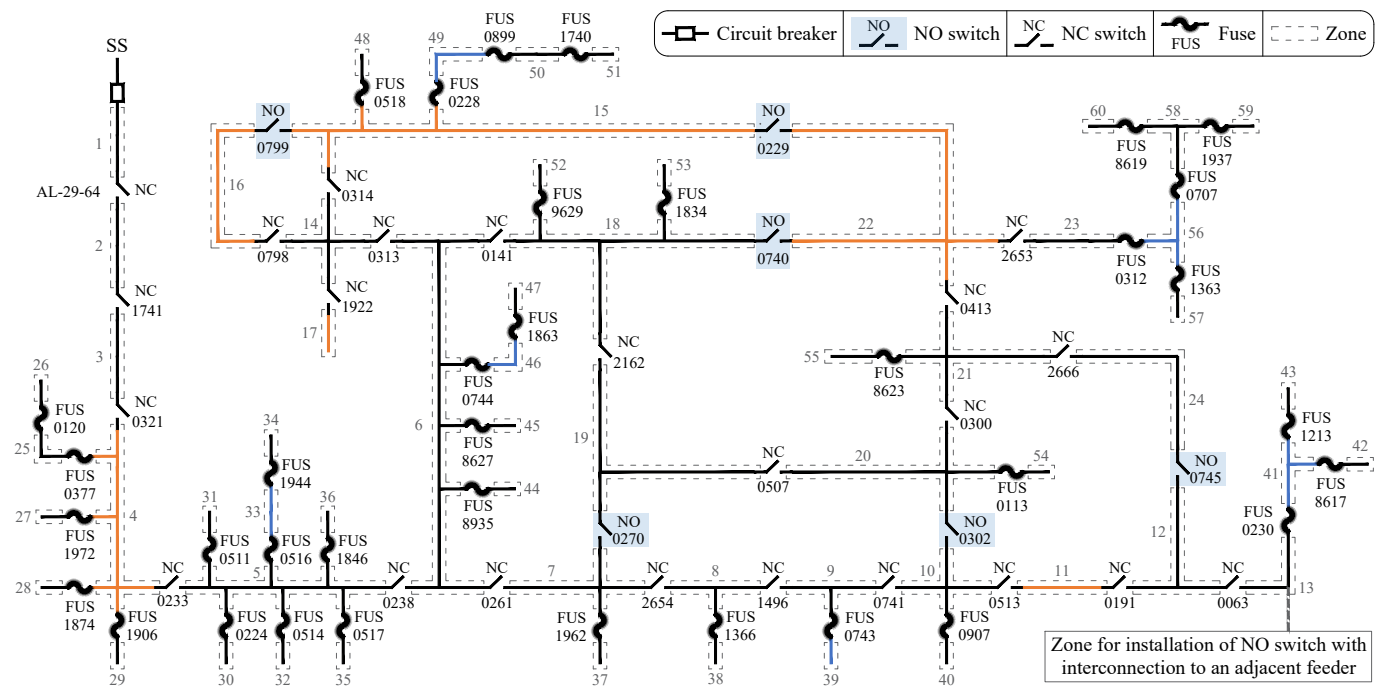 SS
Circuit breaker
NO
NO switch
NC
NC switch
FUS
Fuse
Zone
48
FUS
0518
49
FUS
0228
FUS
0899
FUS
1740
50
51
1
AL-29-64
NC
2
NC
1741
3
NC
0321
NO
0799
15
NO
0229
16
NC
0314
14
NC
0798
NC
0313
NC
1922
17
NC
0141
52
FUS
9629
18
53
FUS
1834
NO
0740
22
NC
2653
23
60
FUS
8619
58
FUS
1937
59
FUS
0707
56
FUS
0312
FUS
1363
57
NC
0413
47
FUS
1863
46
FUS
0744
NC
2162
55
FUS
8623
21
NC
2666
24
NC
0300
6
FUS
8627
45
FUS
8935
44
19
NC
0507
20
FUS
0113
54
NO
0745
12
43
FUS
1213
41
FUS
8617
42
FUS
0230
26
FUS
0120
25
FUS
0377
27
FUS
1972
4
28
FUS
1874
FUS
1906
29
NC
0233
31
FUS
0511
34
FUS
1944
33
FUS
0516
36
FUS
1846
5
FUS
0224
30
FUS
0514
32
FUS
0517
35
NC
0238
NC
0261
7
NO
0270
FUS
1962
37
NC
2654
8
FUS
1366
38
NC
1496
9
FUS
0743
39
NC
0741
10
NO
0302
FUS
0907
40
NC
0513
11
NC
0191
NC
0063
13
Zone for installation of NO switch with
interconnection to an adjacent feeder